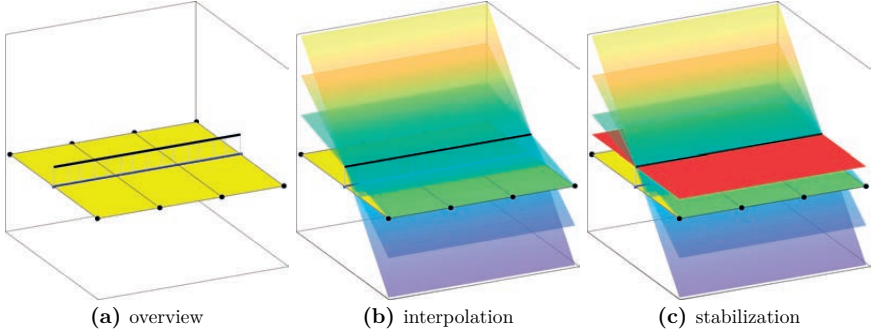 (a) overview
(b) interpolation
(c) stabilization